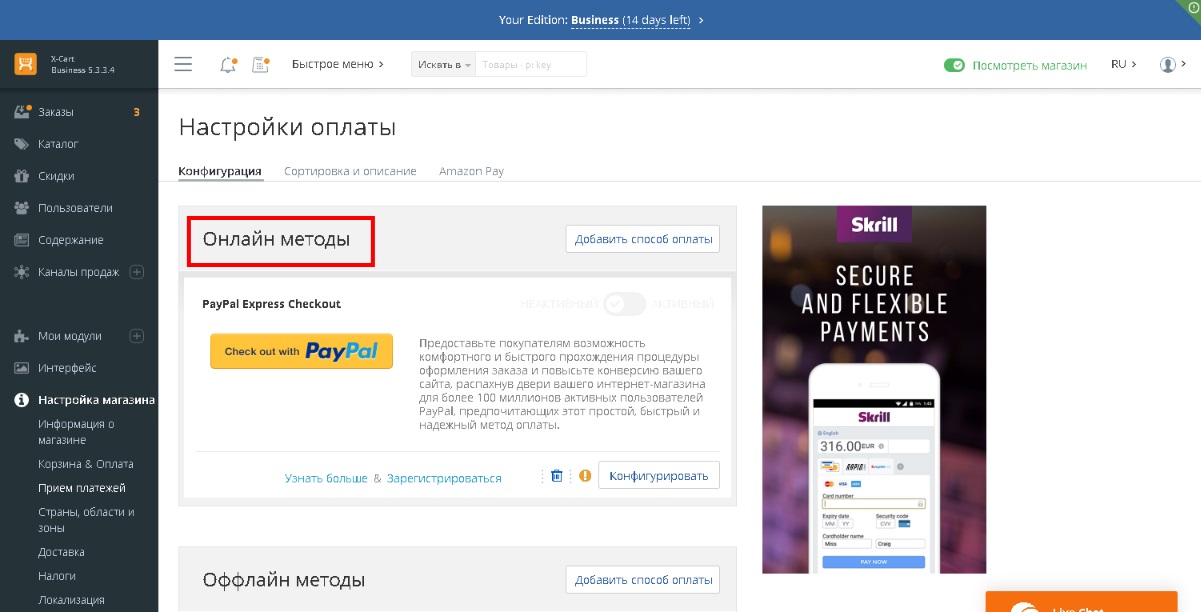 Your Edition: Business (14 days left) >
X-Cart
Business 5.3.3.4
Быстрое меню >
Искать в
Товары - pr key
Посмотреть магазин
RU >
Заказы 3
Каталог
Скидки
Пользователи
Содержание
Каналы продаж
Мои модули
Интерфейс
Настройка магазина
Информация о
магазине
Корзина & Оплата
Прием платежей
Страны, области и
зоны
Доставка
Налоги
Локализация
Настройки оплаты
Конфигурация Сортировка и описание Amazon Pay
Онлайн методы Добавить способ оплаты
PayPal Express Checkout НЕАКТИВНЫЙ АКТИВНЫЙ
Check out with PayPal
Предоставьте покупателям возможность
комфортного и быстрого прохождения процедуры
оформления заказа и повысьте конверсию вашего
сайта, распахнув двери вашего интернет-магазина
для более 100 миллионов активных пользователей
PayPal, предпочитающих этот простой, быстрый и
надежный метод оплаты.
Узнать больше & Зарегистрироваться Конфигурировать
Оффлайн методы Добавить способ оплаты
Skrill
SECURE
AND FLEXIBLE
PAYMENTS
Skrill
English
316.00 EUR
Card number
Expiry date Security code
MM YY CVV
Cardholder name
Miss Craig
PAY NOW
Live Chat